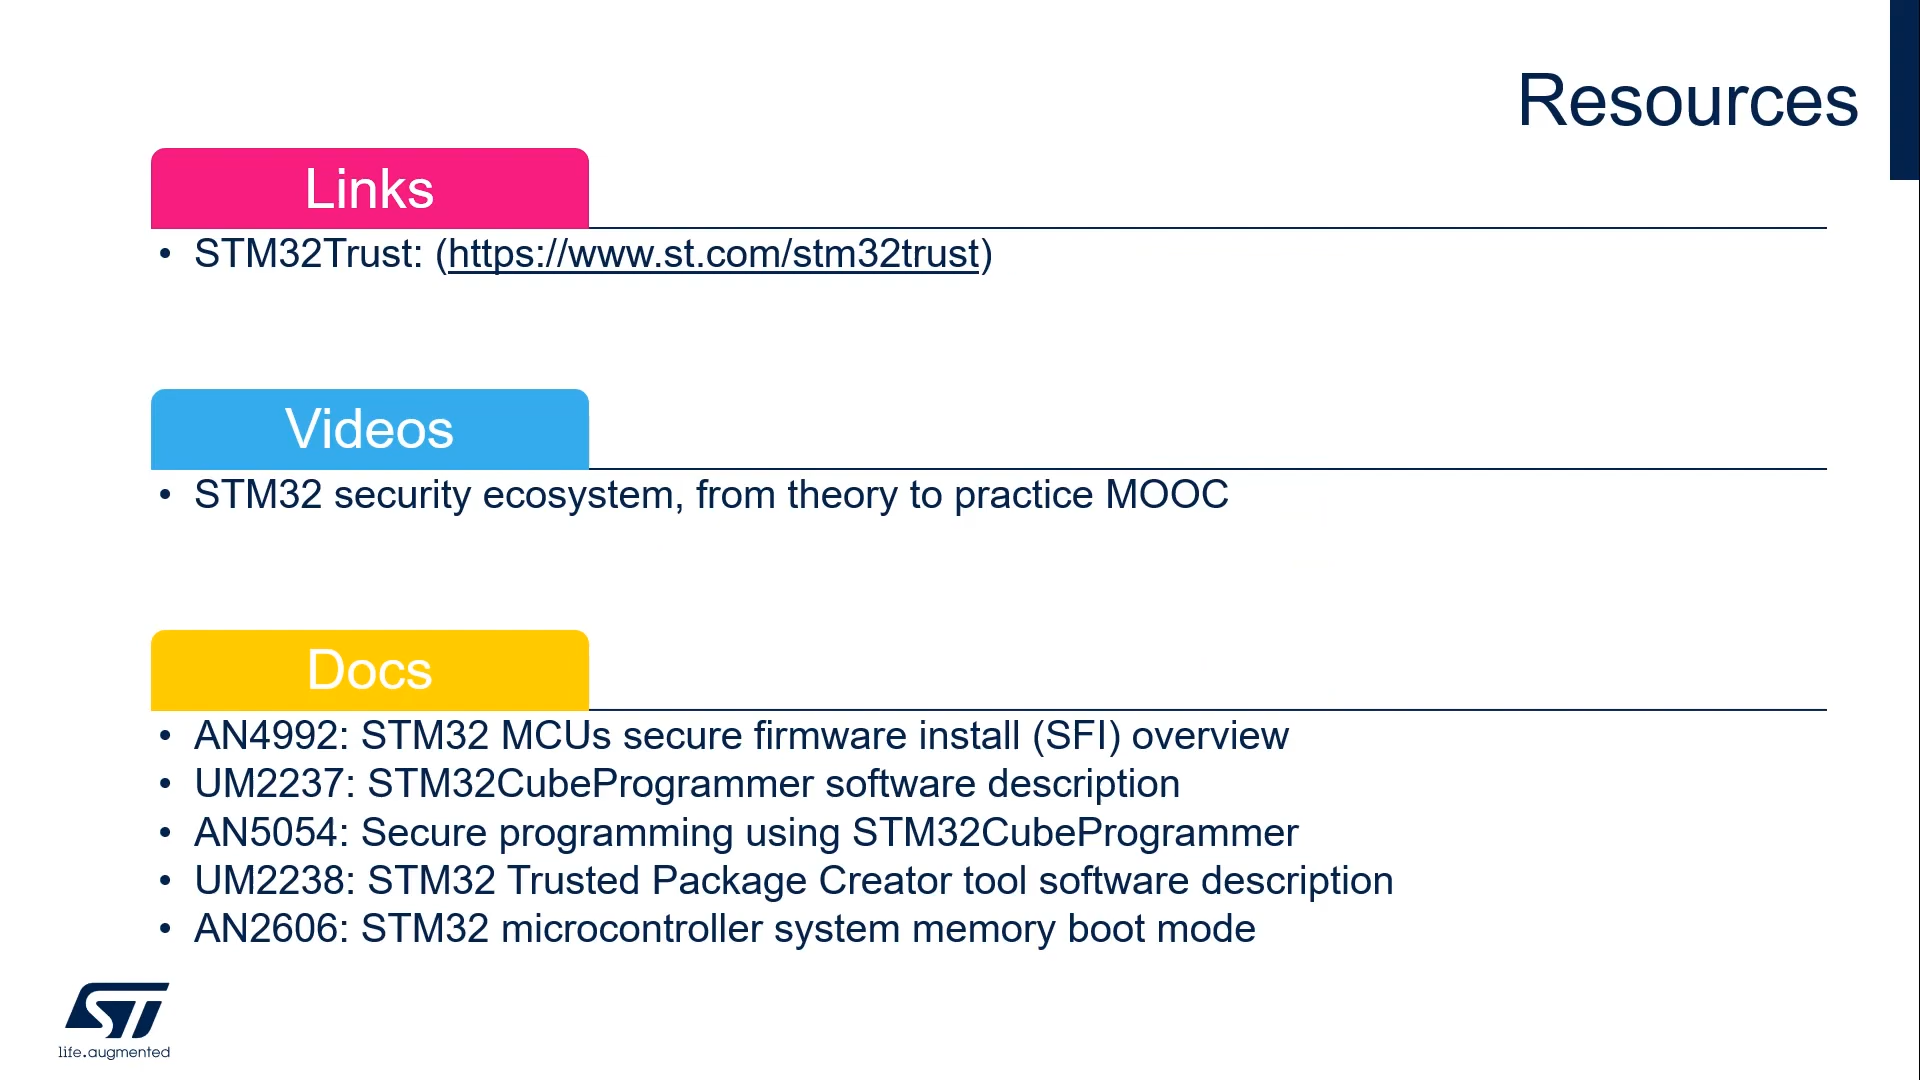 Resources
Links
• STM32Trust: (https://www.st.com/stm32trust)
Videos
• STM32 security ecosystem, from theory to practice MOOC
Docs
• AN4992: STM32 MCUs secure firmware install (SFI) overview
• UM2237: STM32CubeProgrammer software description
• AN5054: Secure programming using STM32CubeProgrammer
• UM2238: STM32 Trusted Package Creator tool software description
• AN2606: STM32 microcontroller system memory boot mode
ST
life.augmented